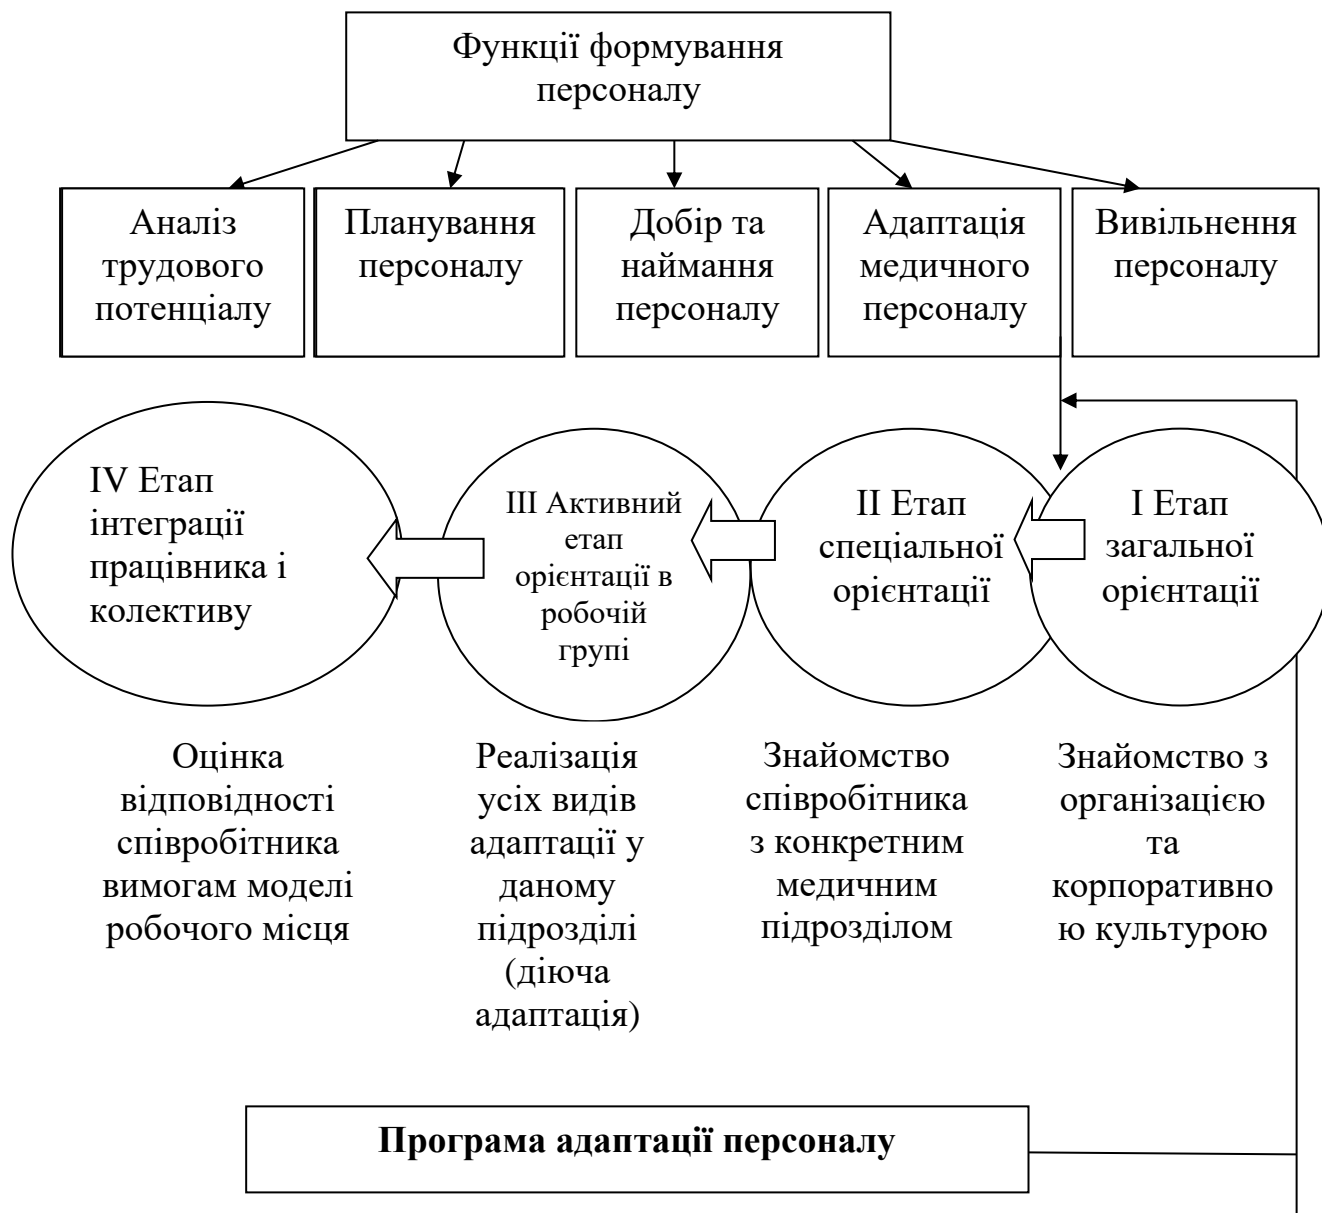 Функції формування
персоналу
Аналіз
трудового
потенціалу
Планування
персоналу
Добір та
наймання
персоналу
Адаптація
медичного
персоналу
Вивільнення
персоналу
IV Етап
інтеграції
працівника і
колективу
III Активний
етап
орієнтації в
робочій
групі
II Етап
спеціальної
орієнтації
I Етап
загальної
орієнтації
Оцінка
відповідності
співробітника
вимогам моделі
робочого місця
Реалізація
усіх видів
адаптації у
даному
підрозділі
(діюча
адаптація)
Знайомство
співробітника
з конкретним
медичним
підрозділом
Знайомство з
організацією
та
корпоративно
ю культурою
Програма адаптації персоналу